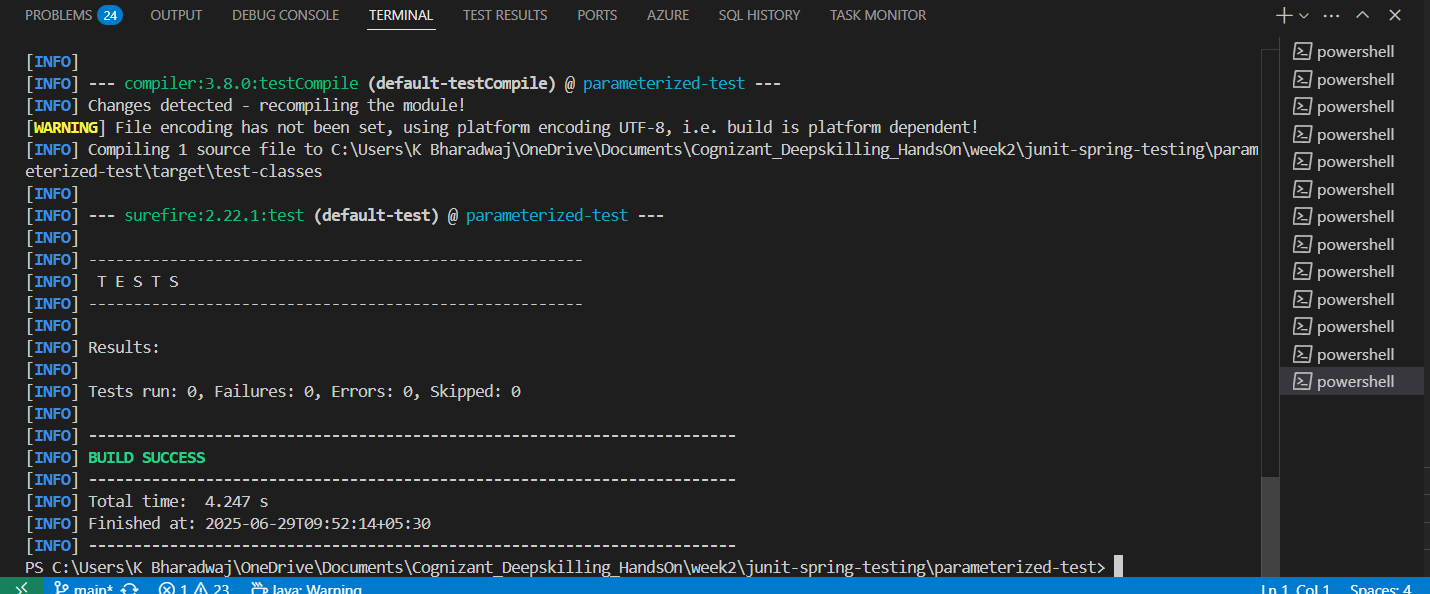 PROBLEMS 24 OUTPUT DEBUG CONSOLE TERMINAL TEST RESULTS PORTS AZURE SQL HISTORY TASK MONITOR
[INFO]
[INFO] --- compiler:3.8.0:testCompile (default-testCompile) @ parameterized-test ---
[INFO] Changes detected - recompiling the module!
[WARNING] File encoding has not been set, using platform encoding UTF-8, i.e. build is platform dependent!
[INFO] Compiling 1 source file to C:\Users\K Bharadwaj\OneDrive\Documents\Cognizant_Deepskilling_HandsOn\week2\junit-spring-testing\param
eterized-test\target\test-classes
[INFO]
[INFO] --- surefire:2.22.1:test (default-test) @ parameterized-test ---
[INFO]
[INFO] -------------------------------------------------------
[INFO]  T E S T S
[INFO] -------------------------------------------------------
[INFO]
[INFO] Results:
[INFO]
[INFO] Tests run: 0, Failures: 0, Errors: 0, Skipped: 0
[INFO]
[INFO] ------------------------------------------------------------------------
[INFO] BUILD SUCCESS
[INFO] ------------------------------------------------------------------------
[INFO] Total time:  4.247 s
[INFO] Finished at: 2025-06-29T09:52:14+05:30
[INFO] ------------------------------------------------------------------------
PS C:\Users\K Bharadwaj\OneDrive\Documents\Cognizant_Deepskilling_HandsOn\week2\junit-spring-testing\parameterized-test>
powershell
powershell
powershell
powershell
powershell
powershell
powershell
powershell
powershell
powershell
powershell
powershell
powershell
main* 1 23 Java: Warning Ln 1, Col 1 Spaces: 4